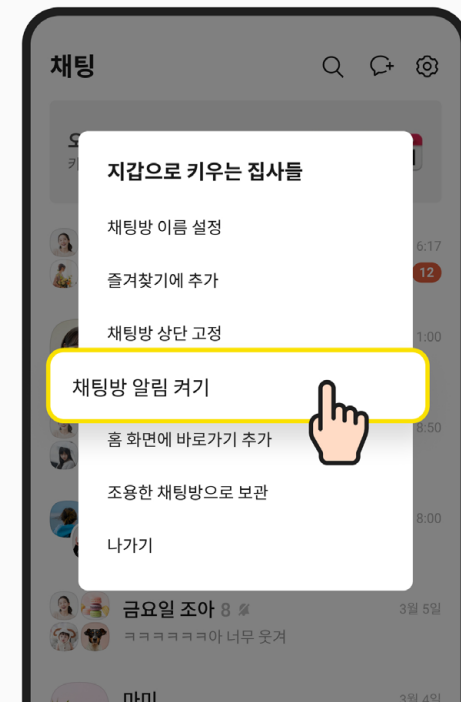 채팅
지갑으로 키우는 집사들
채팅방 이름 설정
6:17
즐겨찾기에 추가
12
채팅방 상단 고정
1:00
채팅방 알림 켜기
8:50
홈 화면에 바로가기 추가
조용한 채팅방으로 보관
8:00
나가기
금요일 조아 8
3월 5일
ㅋㅋㅋㅋㅋㅋ아 너무 웃겨
마미
3월 4일